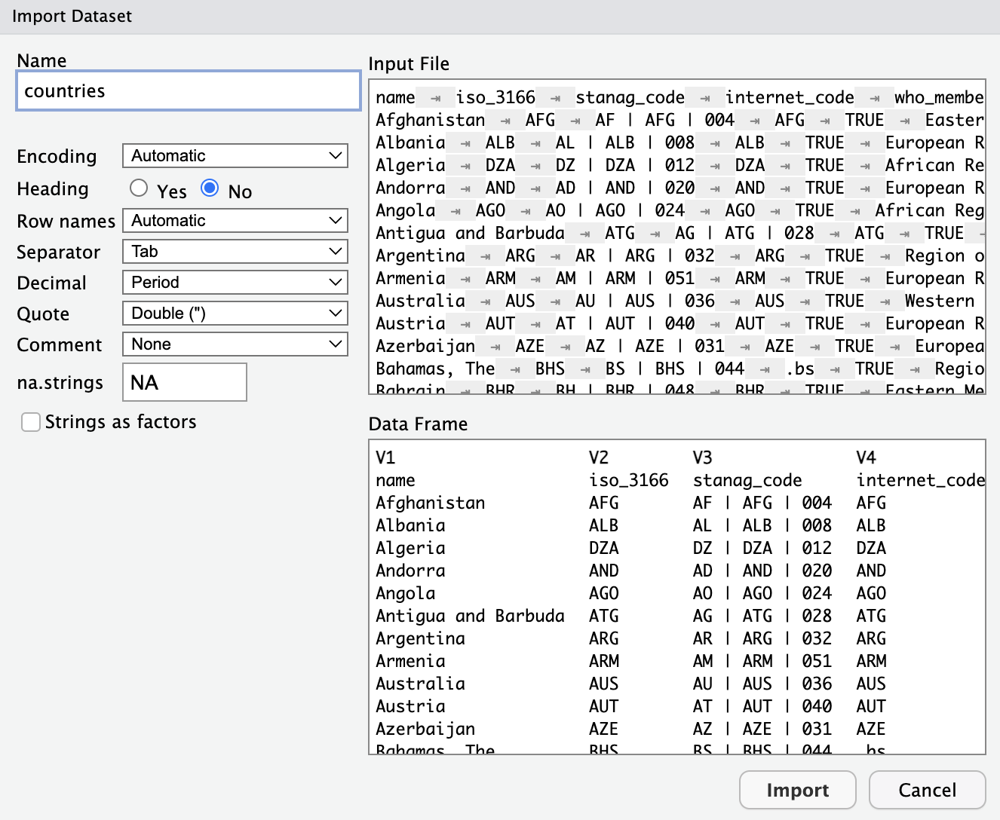 Import Dataset
Name
countries
Encoding Automatic
Heading Yes No
Row names Automatic
Separator Tab
Decimal Period
Quote Double (")
Comment None
na.strings NA
Strings as factors
Input File
name ⇥ iso_3166 ⇥ stanag_code ⇥ internet_code ⇥ who_membe
Afghanistan ⇥ AFG ⇥ AF | AFG | 004 ⇥ AFG ⇥ TRUE ⇥ Easter
Albania ⇥ ALB ⇥ AL | ALB | 008 ⇥ ALB ⇥ TRUE ⇥ European R
Algeria ⇥ DZA ⇥ DZ | DZA | 012 ⇥ DZA ⇥ TRUE ⇥ African Re
Andorra ⇥ AND ⇥ AD | AND | 020 ⇥ AND ⇥ TRUE ⇥ European R
Angola ⇥ AGO ⇥ AO | AGO | 024 ⇥ AGO ⇥ TRUE ⇥ African Reg
Antigua and Barbuda ⇥ ATG ⇥ AG | ATG | 028 ⇥ ATG ⇥ TRUE ⇥
Argentina ⇥ ARG ⇥ AR | ARG | 032 ⇥ ARG ⇥ TRUE ⇥ Region o
Armenia ⇥ ARM ⇥ AM | ARM | 051 ⇥ ARM ⇥ TRUE ⇥ European R
Australia ⇥ AUS ⇥ AU | AUS | 036 ⇥ AUS ⇥ TRUE ⇥ Western
Austria ⇥ AUT ⇥ AT | AUT | 040 ⇥ AUT ⇥ TRUE ⇥ European R
Azerbaijan ⇥ AZE ⇥ AZ | AZE | 031 ⇥ AZE ⇥ TRUE ⇥ Europea
Bahamas, The ⇥ BHS ⇥ BS | BHS | 044 ⇥ .bs ⇥ TRUE ⇥ Regio
Bahrain ⇥ BHR ⇥ BH | BHR | 048 ⇥ BHR ⇥ TRUE ⇥ Eastern Me
Data Frame
V1 V2 V3 V4
name iso_3166 stanag_code internet_code
Afghanistan AFG AF | AFG | 004 AFG
Albania ALB AL | ALB | 008 ALB
Algeria DZA DZ | DZA | 012 DZA
Andorra AND AD | AND | 020 AND
Angola AGO AO | AGO | 024 AGO
Antigua and Barbuda ATG AG | ATG | 028 ATG
Argentina ARG AR | ARG | 032 ARG
Armenia ARM AM | ARM | 051 ARM
Australia AUS AU | AUS | 036 AUS
Austria AUT AT | AUT | 040 AUT
Azerbaijan AZE AZ | AZE | 031 AZE
Bahamas, The BHS BS | BHS | 044 .bs
Import Cancel